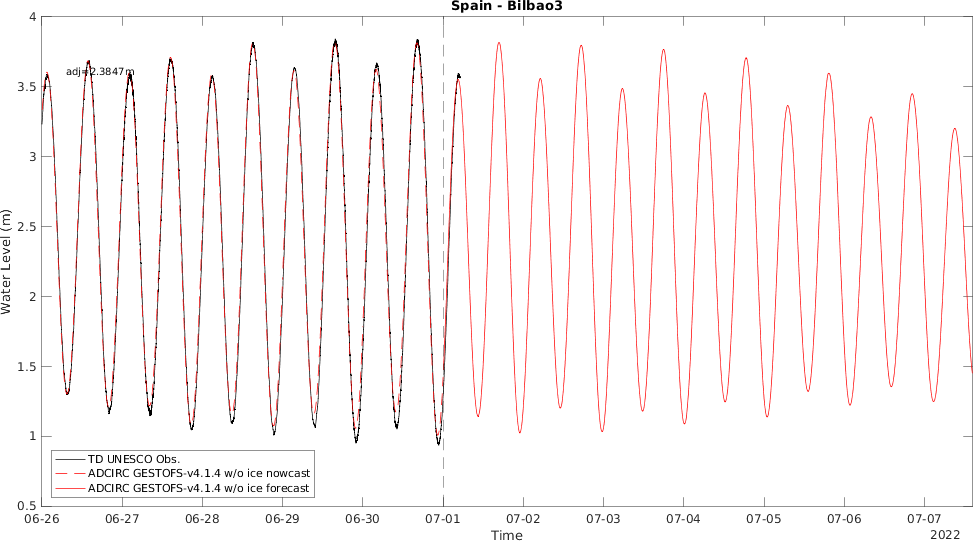 Spain - Bilbao3
4
3.5
3
2.5
2
1.5
1
0.5
Water Level (m)
adj=2.3847m
TD UNESCO Obs.
ADCIRC GESTOFS-v4.1.4 w/o ice nowcast
ADCIRC GESTOFS-v4.1.4 w/o ice forecast
06-26 06-27 06-28 06-29 06-30 07-01 07-02 07-03 07-04 07-05 07-06 07-07
Time
2022